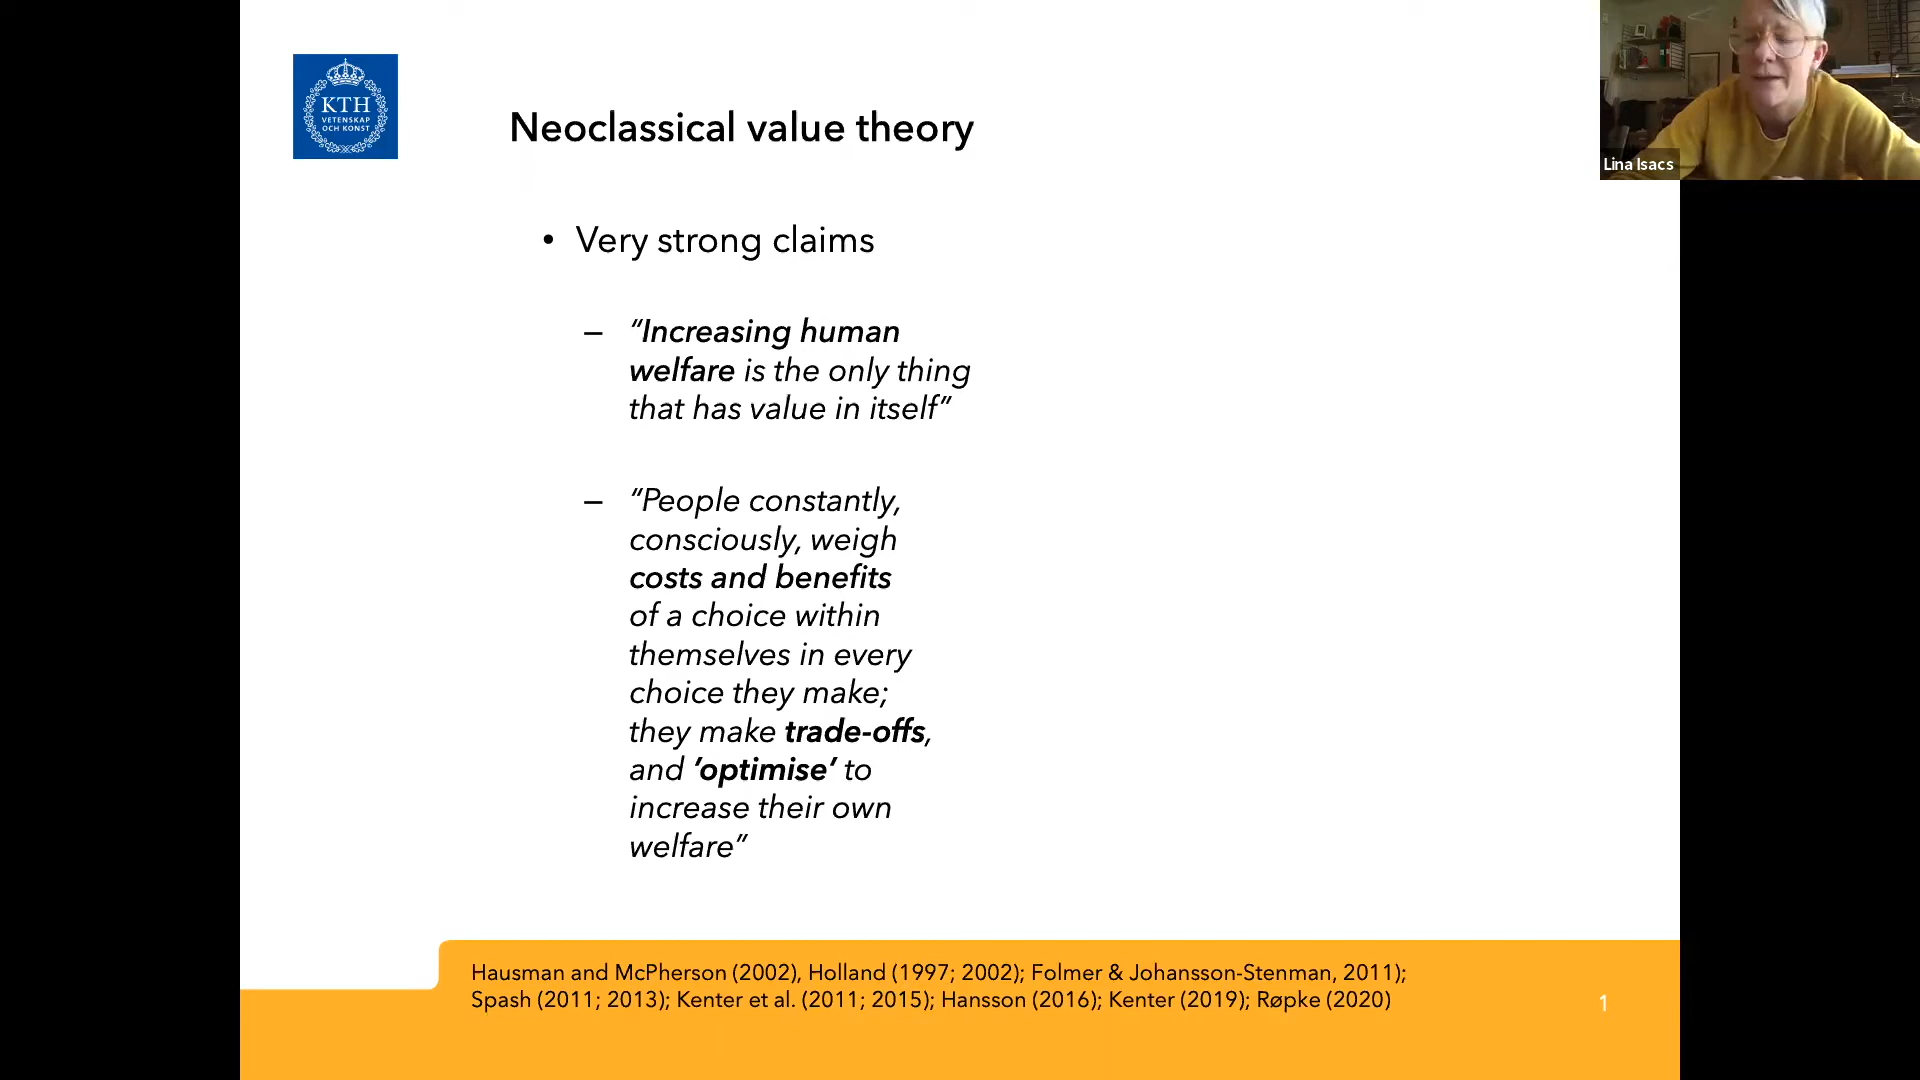 KTH
VETENSKAP
OCH KONST
Neoclassical value theory
Lina Isacs
• Very strong claims
– “Increasing human
welfare is the only thing
that has value in itself”
– “People constantly,
consciously, weigh
costs and benefits
of a choice within
themselves in every
choice they make;
they make trade-offs,
and ’optimise’ to
increase their own
welfare”
Hausman and McPherson (2002), Holland (1997; 2002); Folmer & Johansson-Stenman, 2011);
Spash (2011; 2013); Kenter et al. (2011; 2015); Hansson (2016); Kenter (2019); Røpke (2020)
1